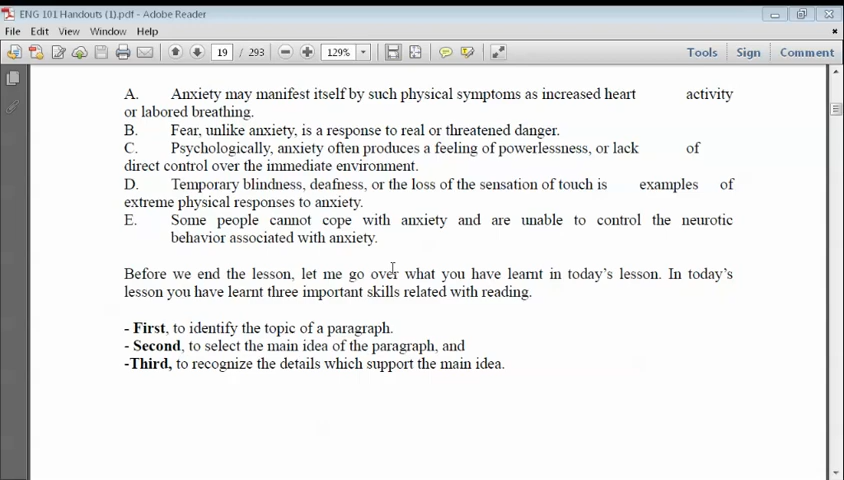 ENG 101 Handouts (1).pdf - Adobe Reader
File Edit View Window Help
19 / 293 129% Tools Sign Comment
A. Anxiety may manifest itself by such physical symptoms as increased heart activity
or labored breathing.
B. Fear, unlike anxiety, is a response to real or threatened danger.
C. Psychologically, anxiety often produces a feeling of powerlessness, or lack of
direct control over the immediate environment.
D. Temporary blindness, deafness, or the loss of the sensation of touch is examples of
extreme physical responses to anxiety.
E. Some people cannot cope with anxiety and are unable to control the neurotic
behavior associated with anxiety.
Before we end the lesson, let me go over what you have learnt in today's lesson. In today's
lesson you have learnt three important skills related with reading.
- First, to identify the topic of a paragraph.
- Second, to select the main idea of the paragraph, and
-Third, to recognize the details which support the main idea.